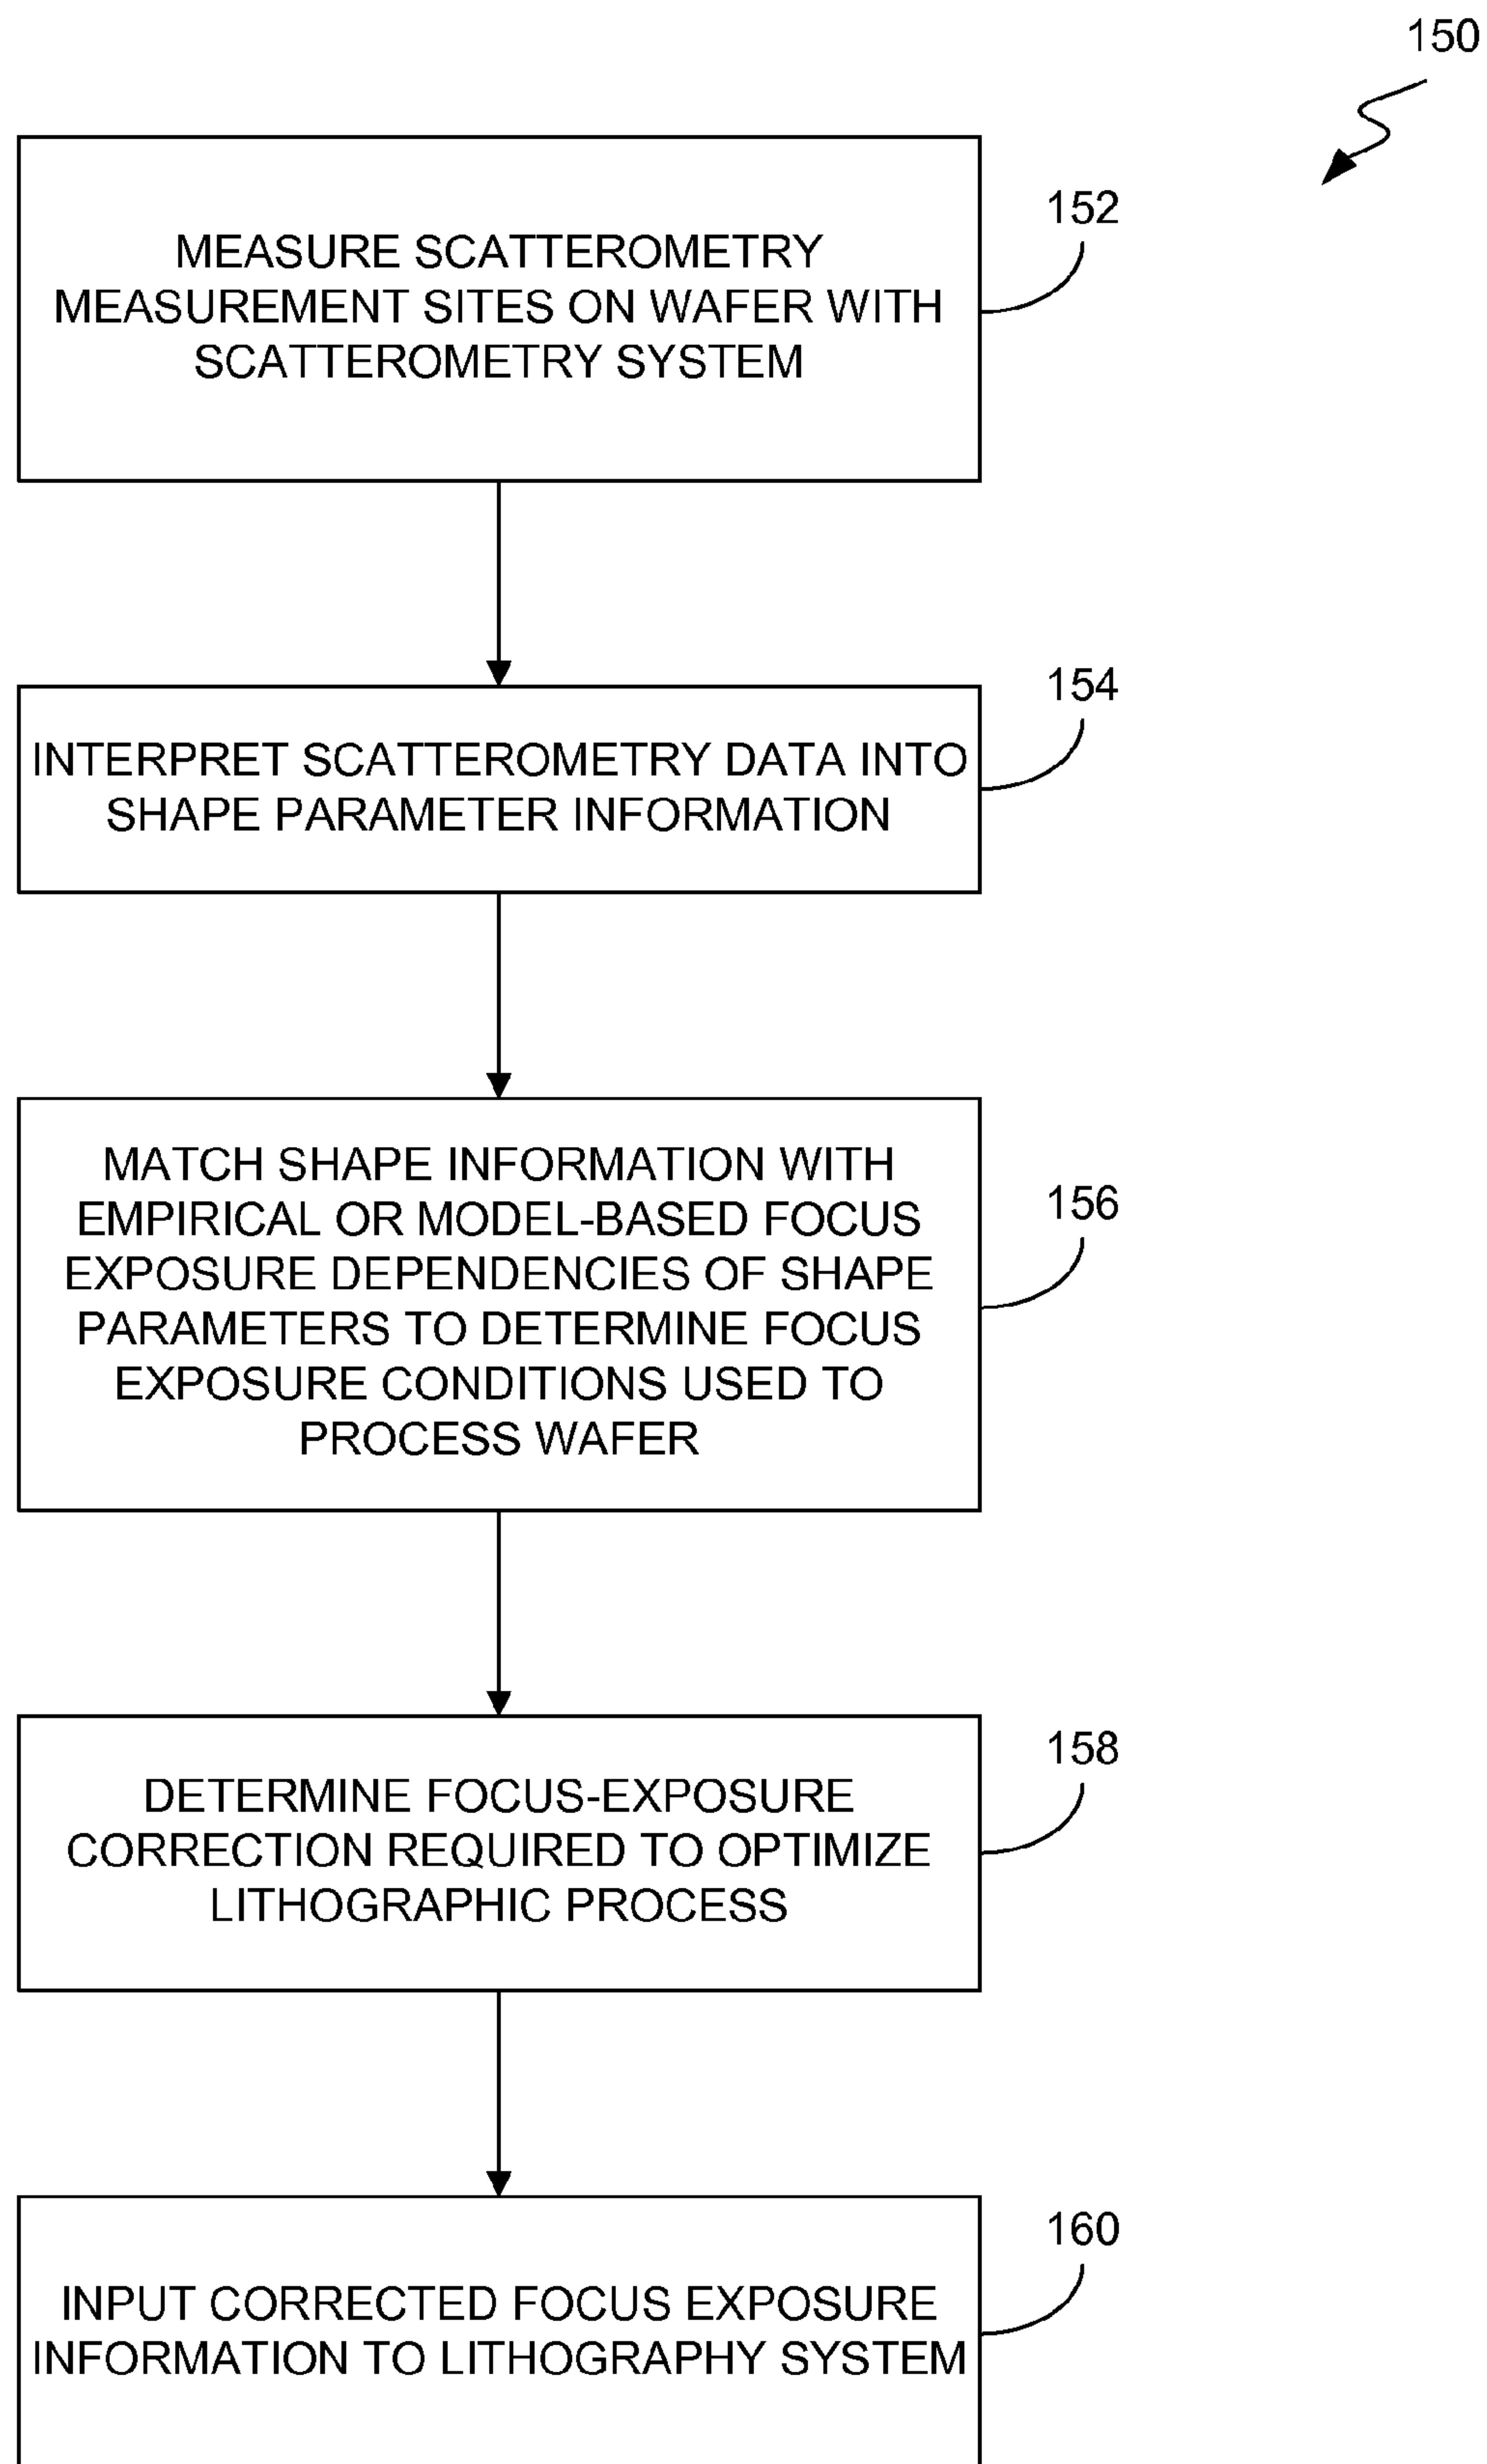 150
MEASURE SCATTEROMETRY
MEASUREMENT SITES ON WAFER WITH
SCATTEROMETRY SYSTEM
152
INTERPRET SCATTEROMETRY DATA INTO
SHAPE PARAMETER INFORMATION
154
MATCH SHAPE INFORMATION WITH
EMPIRICAL OR MODEL-BASED FOCUS
EXPOSURE DEPENDENCIES OF SHAPE
PARAMETERS TO DETERMINE FOCUS
EXPOSURE CONDITIONS USED TO
PROCESS WAFER
156
DETERMINE FOCUS-EXPOSURE
CORRECTION REQUIRED TO OPTIMIZE
LITHOGRAPHIC PROCESS
158
INPUT CORRECTED FOCUS EXPOSURE
INFORMATION TO LITHOGRAPHY SYSTEM
160